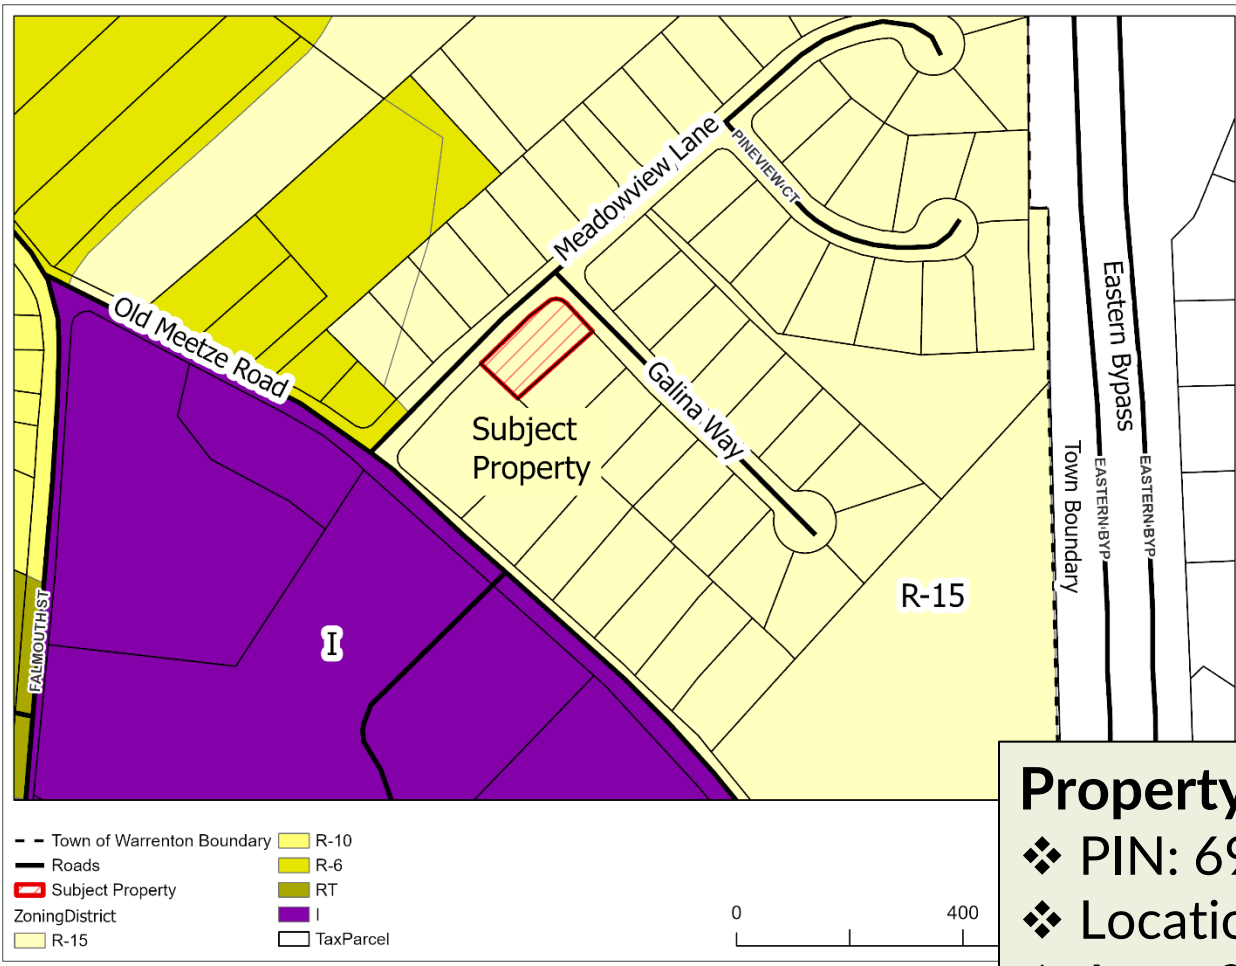 Meadowview Lane
PINEVIEW CT
Old Meetze Road
Galina Way
Eastern Bypass
Subject
Property
Town Boundary
EASTERN BYP
EASTERN BYP
R-15
I
FALMOUTH ST
Town of Warrenton Boundary
Roads
Subject Property
ZoningDistrict
R-15
R-10
R-6
RT
I
TaxParcel
0 400
Property
❖ PIN: 69
❖ Locatio